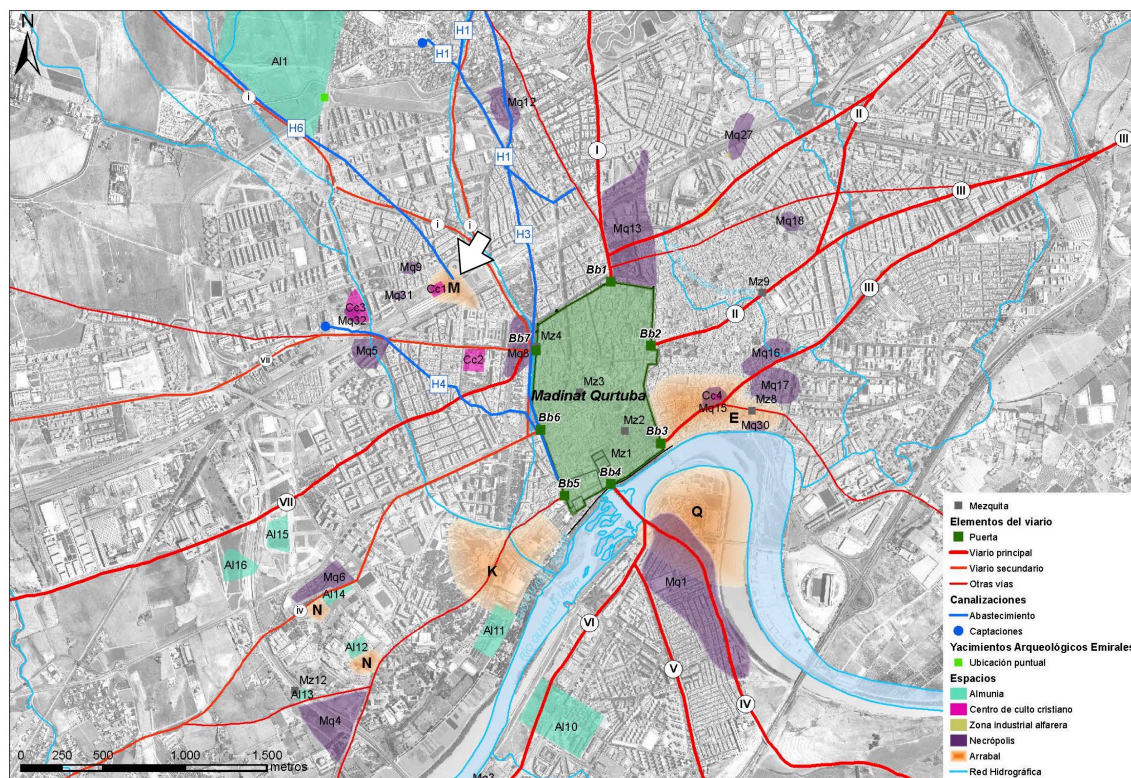 N
Al1
H1
H1
i
H6
Mq12
H1
Mq27
II
I
III
i
i
H3
III
Mq18
Mq13
Mq9
Cc1
M
Mq31
Bb1
Mz9
III
Cc3
Mq32
II
Bb7
Mz4
Bb2
Mq5
vii
Cc2
Mq8
Mq16
H4
Mz3
Madinat Qurtuba
Cc4
Mq17
Mq15
Mz8
E
Mq30
Bb6
Mz2
Bb3
Mz1
Bb4
Bb5
VII
Q
Al15
Al16
K
Mq6
Al14
iv
N
Mq1
Al11
VI
Al12
N
V
Mz12
Al13
IV
Mq4
Al10
Mq3
0 250 500 1.000 1.500
metros
Mezquita
Elementos del viario
Puerta
Viario principal
Viario secundario
Otras vías
Canalizaciones
Abastecimiento
Captaciones
Yacimientos Arqueológicos Emirales
Ubicación puntual
Espacios
Almunia
Centro de culto cristiano
Zona industrial alfarera
Necrópolis
Arrabal
Red Hidrográfica